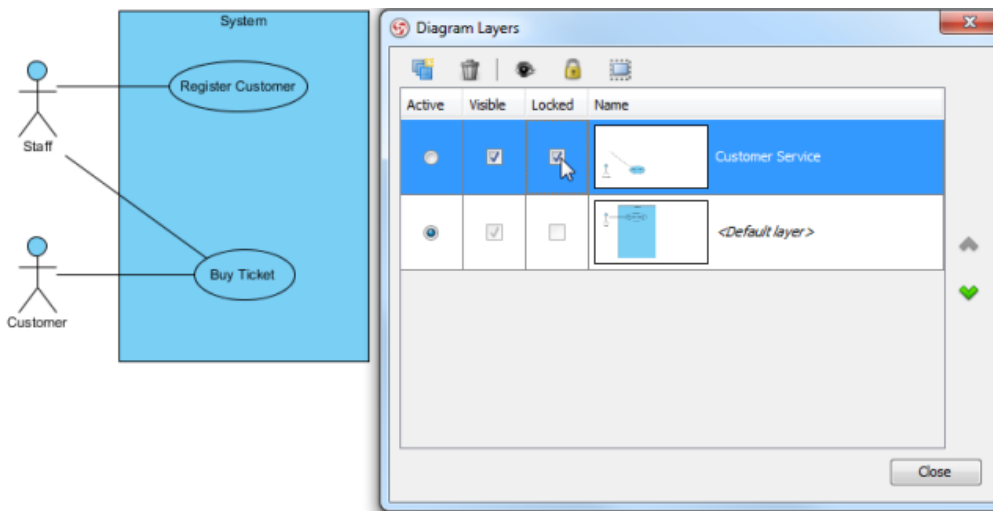 System
Register Customer
Staff
Buy Ticket
Customer
Diagram Layers
Active Visible Locked Name
Customer Service
<Default layer>
Close